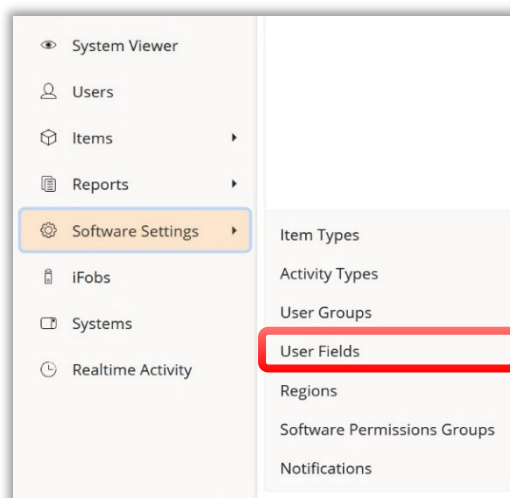 System Viewer
Users
Items
Reports
Software Settings
iFobs
Systems
Realtime Activity
Item Types
Activity Types
User Groups
User Fields
Regions
Software Permissions Groups
Notifications